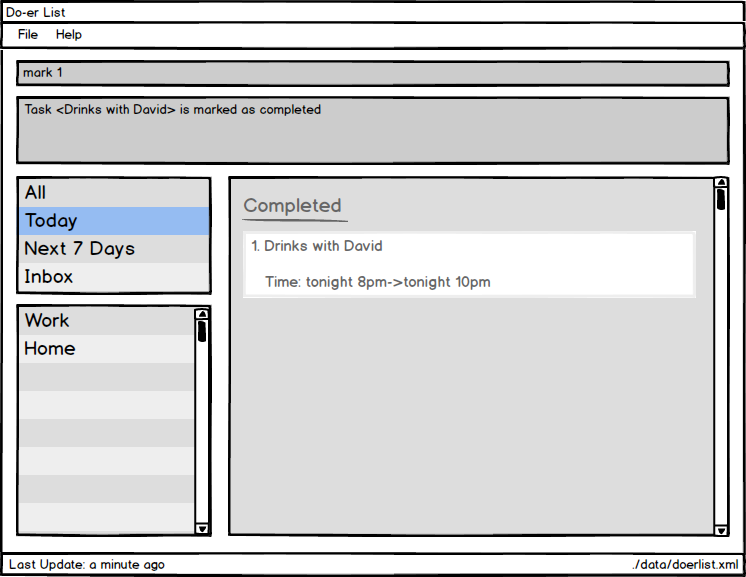 Do-er List
File Help
mark 1
Task <Drinks with David> is marked as completed
All
Today
Next 7 Days
Inbox
Work
Home
Completed
1. Drinks with David
Time: tonight 8pm->tonight 10pm
Last Update: a minute ago
./data/doerlist.xml